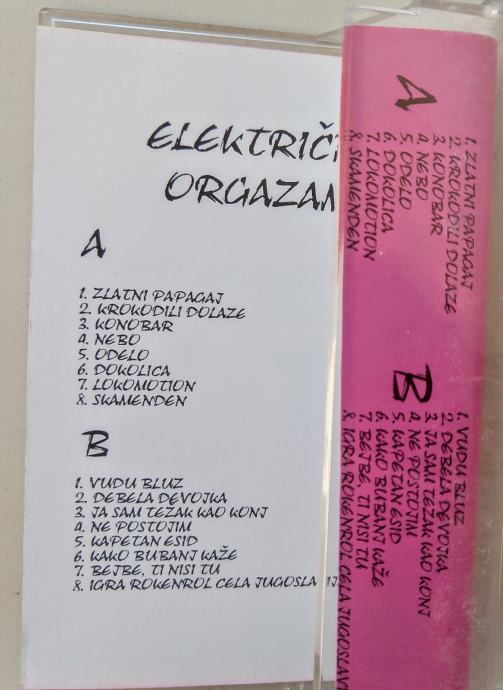 ELEKTRIČI
ORGAZAM
A
1. ZLATNI PAPAGAJ
2. KROKODILI DOLAZE
3. KONOBAR
4. NEBO
5. ODELO
6. DOKOLICA
7. LOKOMOTION
8. SKAMENDEN
B
1. VUDU BLUZ
2. DEBELA DEVOJKA
3. JA SAM TEZAK KAO KONJ
4. NE POSTOJIM
5. KAPETAN ESID
6. KAKO BUBANJ KAŽE
7. BEJBE, TI NISI TU
8. IGRA ROKENROL CELA JUGOSLA IJ
A
1. ZLATNI PAPAGAJ
2. KROKODILI DOLAZE
3. KONOBAR
4. NEBO
5. ODELO
6. DOKOLICA
7. LOKOMOTION
8. SKAMENDEN
B
1. VUDU BLUZ
2. DEBELA DEVOJKA
3. JA SAM TEZAK KAO KONJ
4. NE POSTOJIM
5. KAPETAN ESID
6. KAKO BUBANJ KAŽE
7. BEJBE, TI NISI TU
8. IGRA ROKENROL CELA JUGOSLAV